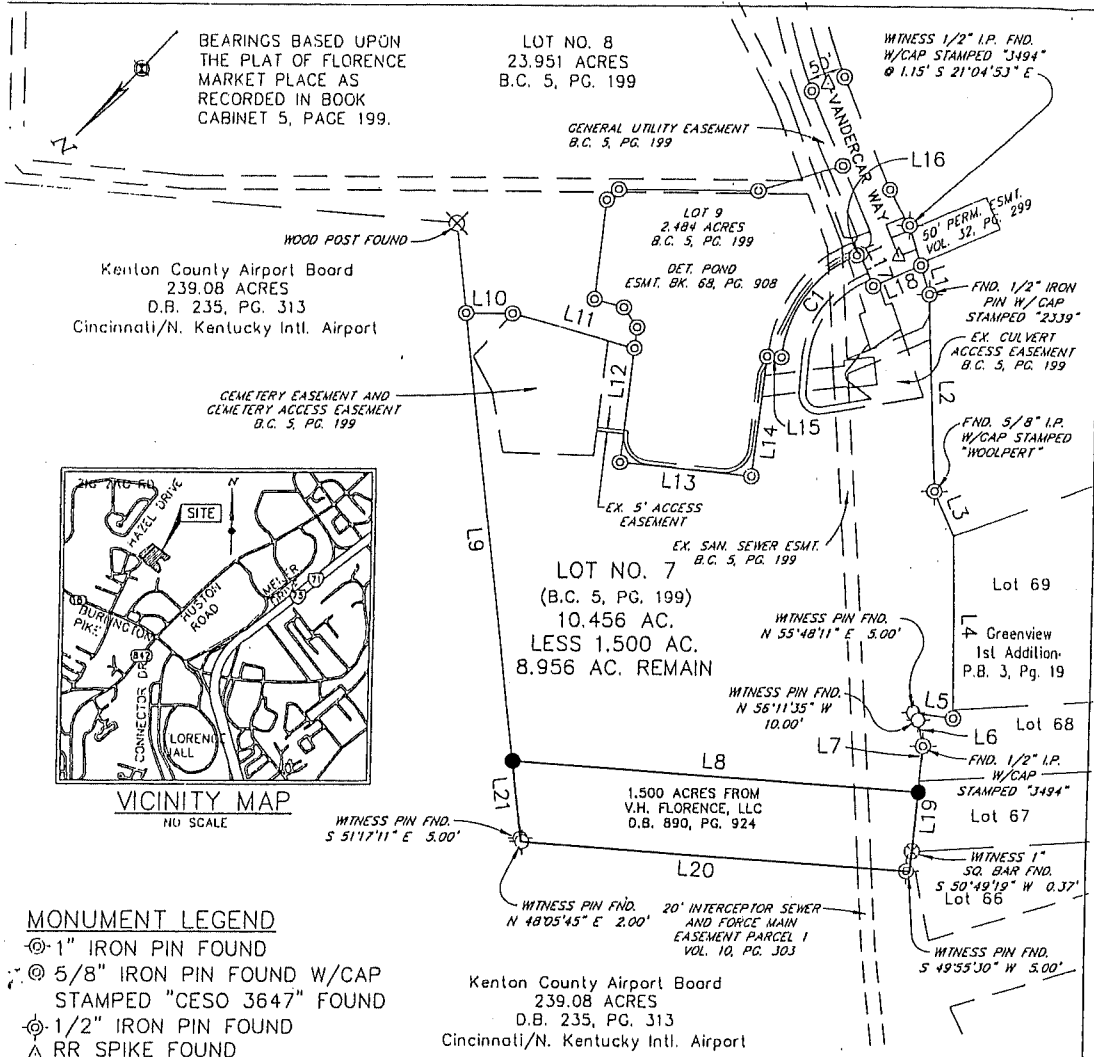 BEARINGS BASED UPON
THE PLAT OF FLORENCE
MARKET PLACE AS
RECORDED IN BOOK
CABINET 5, PAGE 199.
N
LOT NO. 8
23.951 ACRES
B.C. 5, PG. 199
WITNESS 1/2" I.P. FND.
W/CAP STAMPED "3494"
@ 1.15' S 21°04'53" E
50'
VANDERCAR WAY
GENERAL UTILITY EASEMENT
B.C. 5, PG. 199
L16
50' PERM. ESMT.
VOL. 32, PG. 299
WOOD POST FOUND
LOT 9
2.484 ACRES
B.C. 5, PG. 199
DET. POND
ESMT. BK. 68, PG. 908
Kenton County Airport Board
239.08 ACRES
D.B. 235, PG. 313
Cincinnati/N. Kentucky Intl. Airport
L17
L18
L1
C1
FND. 1/2" IRON
PIN W/CAP
STAMPED "2339"
L10
L11
L12
EX. CULVERT
ACCESS EASEMENT
B.C. 5, PG. 199
CEMETERY EASEMENT AND
CEMETERY ACCESS EASEMENT
B.C. 5, PG. 199
L2
L14
L15
FND. 5/8" I.P.
W/CAP STAMPED
"WOOLPERT"
L13
L3
EX. 5' ACCESS
EASEMENT
BIG ZAG RD
HAZEL DRIVE
N
SITE
MEIJER
DRIVE
71
75
HUSTON
ROAD
18
BURLINGTON
PIKE
842
CONNECTOR DR
FLORENCE
MALL
VICINITY MAP
NO SCALE
L9
EX. SAN. SEWER ESMT.
B.C. 5, PG. 199
LOT NO. 7
(B.C. 5, PG. 199)
10.456 AC.
LESS 1.500 AC.
8.956 AC. REMAIN
Lot 69
L4
Greenview
1st Addition
P.B. 3, Pg. 19
WITNESS PIN FND.
N 55°48'11" E 5.00'
WITNESS PIN FND.
N 56°11'35" W
10.00'
L5
Lot 68
L6
L7
FND. 1/2" I.P.
W/CAP
STAMPED "3494"
L8
1.500 ACRES FROM
V.H. FLORENCE, LLC
D.B. 890, PG. 924
L21
L19
Lot 67
WITNESS PIN FND.
S 51°17'11" E 5.00'
WITNESS 1"
SQ. BAR FND.
S 50°49'19" W 0.37'
L20
Lot 66
WITNESS PIN FND.
N 48°05'45" E 2.00'
20' INTERCEPTOR SEWER
AND FORCE MAIN
EASEMENT PARCEL 1
VOL. 10, PG. 303
WITNESS PIN FND.
S 49°55'30" W 5.00'
MONUMENT LEGEND
1" IRON PIN FOUND
5/8" IRON PIN FOUND W/CAP
STAMPED "CESO 3647" FOUND
1/2" IRON PIN FOUND
RR SPIKE FOUND
Kenton County Airport Board
239.08 ACRES
D.B. 235, PG. 313
Cincinnati/N. Kentucky Intl. Airport